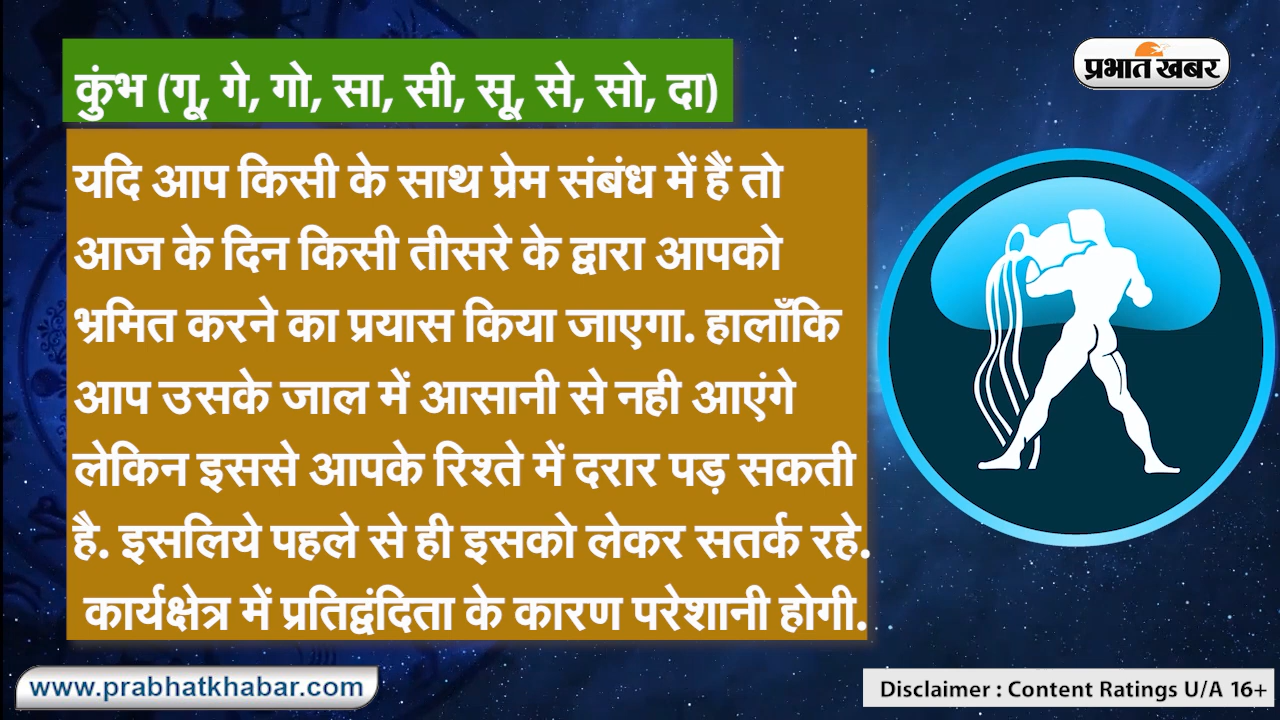 कुंभ (गू, गे, गो, सा, सी, सू, से, सो, दा)
प्रभात खबर
यदि आप किसी के साथ प्रेम संबंध में हैं तो
आज के दिन किसी तीसरे के द्वारा आपको
भ्रमित करने का प्रयास किया जाएगा. हालाँकि
आप उसके जाल में आसानी से नही आएंगे
लेकिन इससे आपके रिश्ते में दरार पड़ सकती
है. इसलिये पहले से ही इसको लेकर सतर्क रहे.
कार्यक्षेत्र में प्रतिद्वंदिता के कारण परेशानी होगी.
www.prabhatkhabar.com
Disclaimer : Content Ratings U/A 16+